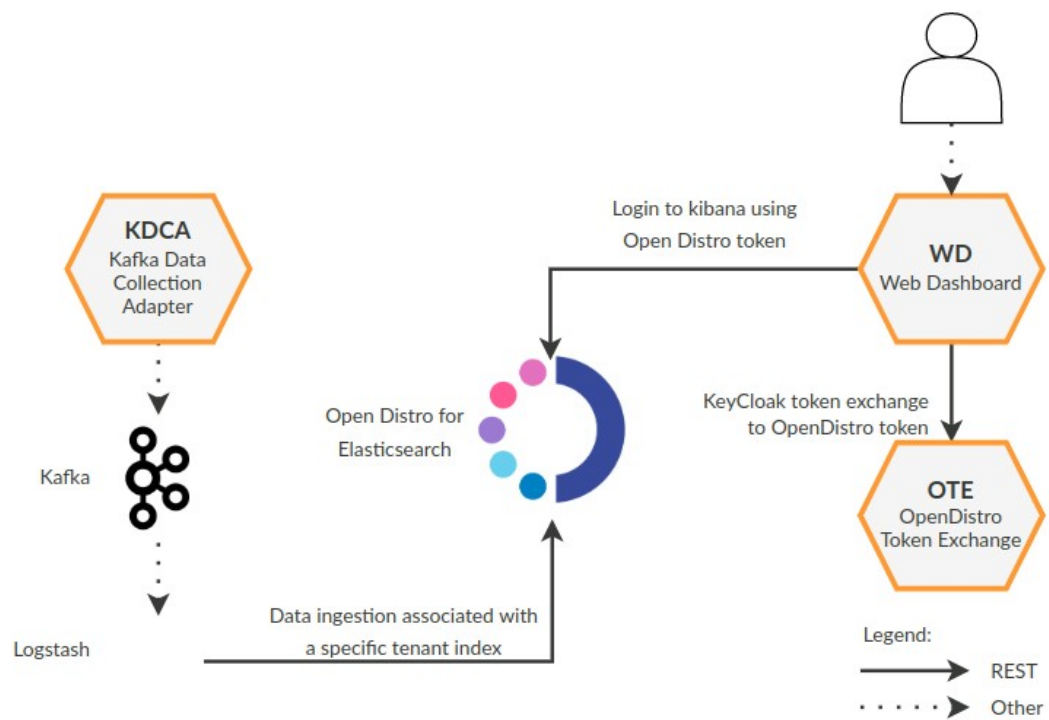 Login to kibana using
Open Distro token
KDCA
Kafka Data
Collection
Adapter
WD
Web Dashboard
Open Distro for
Elasticsearch
KeyCloak token exchange
to OpenDistro token
Kafka
OTE
OpenDistro
Token Exchange
Data ingestion associated with
a specific tenant index
Logstash
Legend:
REST
Other